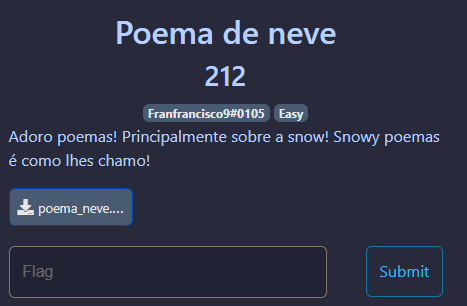 Poema de neve
212
Franfrancisco9#0105 Easy
Adoro poemas! Principalmente sobre a snow! Snowy poemas
é como lhes chamo!
poema_neve....
Flag Submit